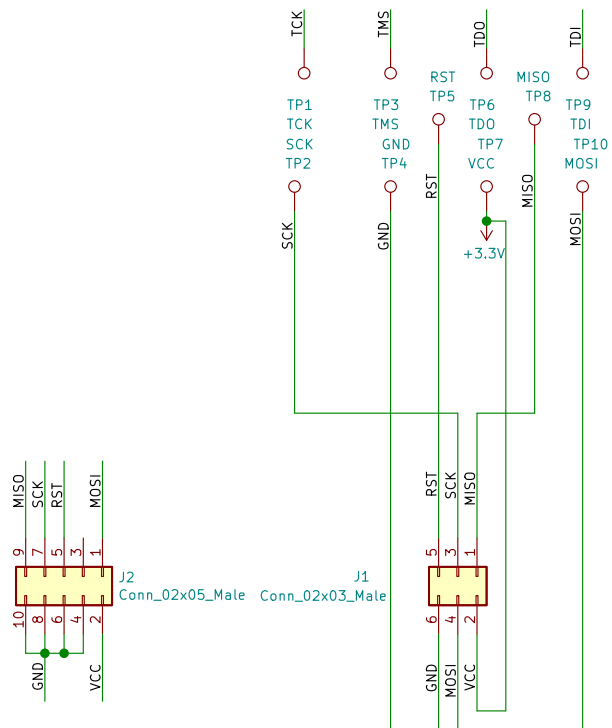 TCK
TMS
TDO
TDI
RST
MISO
TP5
TP8
TP1
TP3
TP6
TP9
TCK
TMS
TDO
TDI
SCK
GND
TP7
TP10
TP2
TP4
VCC
MOSI
RST
MISO
SCK
GND
MOSI
+3.3V
MISO
SCK
RST
MOSI
RST
SCK
MISO
9
7
5
3
1
5
3
1
J2
J1
Conn_02x05_Male
Conn_02x03_Male
10
8
6
4
2
6
4
2
GND
VCC
GND
MOSI
VCC